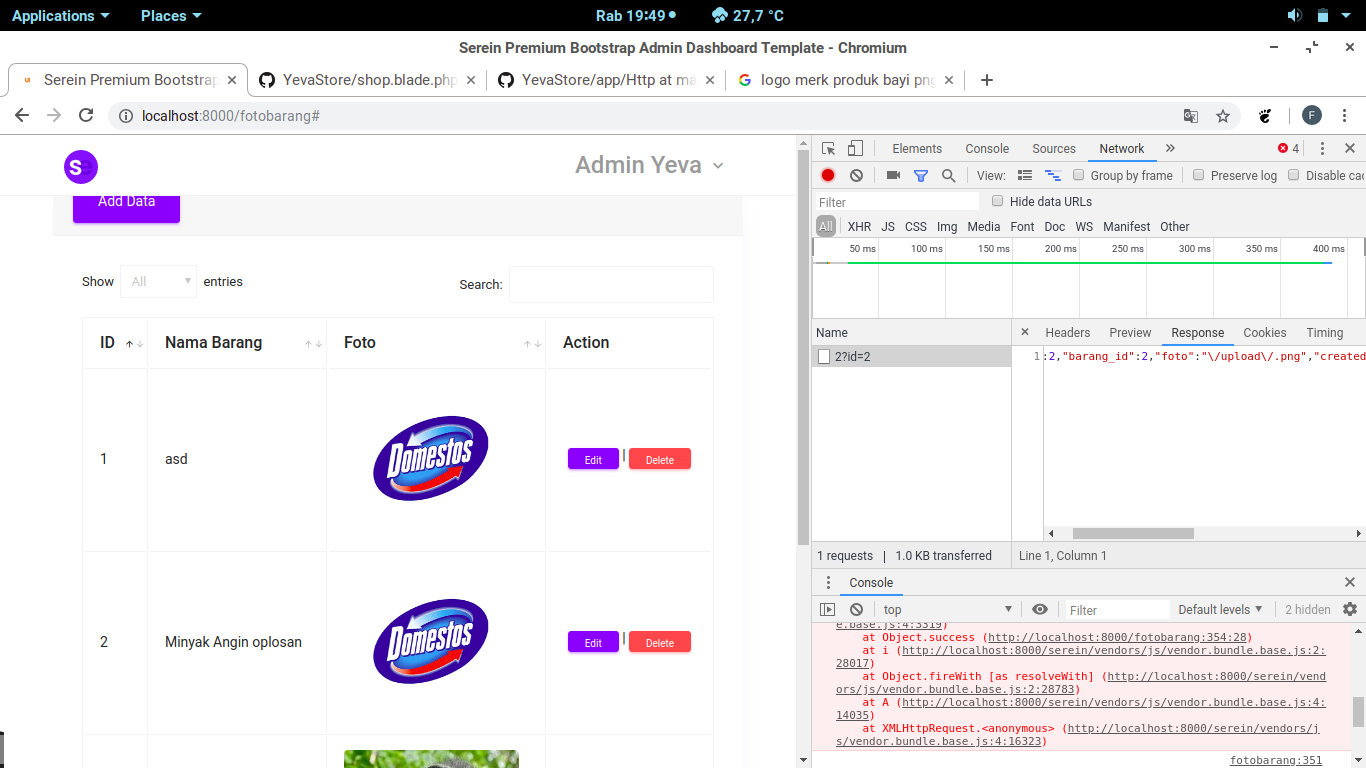 Applications Places Rab 19:49 27,7 °C
Serein Premium Bootstrap Admin Dashboard Template - Chromium
Serein Premium Bootstrap YevaStore/shop.blade.php YevaStore/app/Http at ma logo merk produk bayi png
localhost:8000/fotobarang# F
Se Admin Yeva
Add Data
Show All entries Search:
ID Nama Barang Foto Action
1 asd Domestos Edit | Delete
2 Minyak Angin oplosan Domestos Edit | Delete
Elements Console Sources Network 4
View: Group by frame Preserve log Disable cac
Filter Hide data URLs
All XHR JS CSS Img Media Font Doc WS Manifest Other
50 ms 100 ms 150 ms 200 ms 250 ms 300 ms 350 ms 400 ms
Name Headers Preview Response Cookies Timing
2?id=2 1 :2,"barang_id":2,"foto":"\/upload\/.png","created
1 requests | 1.0 KB transferred Line 1, Column 1
Console
top Filter Default levels 2 hidden
e.base.js:4:3319)
at Object.success (http://localhost:8000/fotobarang:354:28)
at i (http://localhost:8000/serein/vendors/js/vendor.bundle.base.js:2:
28017)
at Object.fireWith [as resolveWith] (http://localhost:8000/serein/vend
ors/js/vendor.bundle.base.js:2:28783)
at A (http://localhost:8000/serein/vendors/js/vendor.bundle.base.js:4:
14035)
at XMLHttpRequest.<anonymous> (http://localhost:8000/serein/vendors/j
s/vendor.bundle.base.js:4:16323)
fotobarang:351